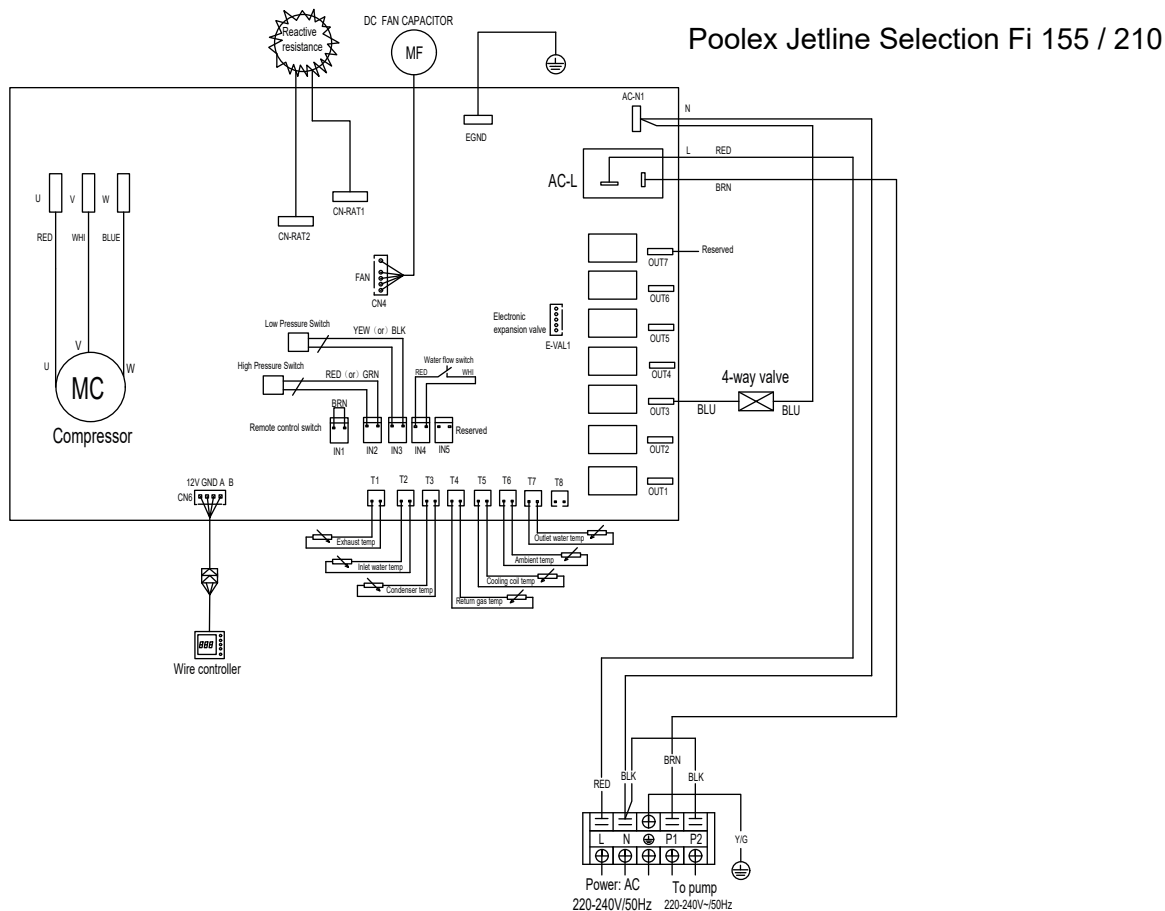 Poolex Jetline Selection Fi 155 / 210
Reactive
resistance
DC FAN CAPACITOR
MF
EGND
AC-N1
N
L
RED
AC-L
BRN
U
V
W
RED
WHI
BLUE
CN-RAT1
CN-RAT2
FAN
CN4
Reserved
OUT7
OUT6
OUT5
OUT4
OUT3
OUT2
OUT1
Electronic
expansion valve
E-VAL1
Low Pressure Switch
YEW (or) BLK
High Pressure Switch
RED (or) GRN
Water flow switch
RED
WHI
BRN
Remote control switch
IN1
IN2
IN3
IN4
IN5
Reserved
4-way valve
BLU
BLU
V
U
W
MC
Compressor
12V GND A B
CN6
T1
T2
T3
T4
T5
T6
T7
T8
Exhaust temp
Outlet water temp
Inlet water temp
Ambient temp
Condenser temp
Cooling coil temp
Return gas temp
888
Wire controller
RED
BLK
BRN
BLK
Y/G
L
N
P1
P2
Power: AC
220-240V/50Hz
To pump
220-240V~/50Hz